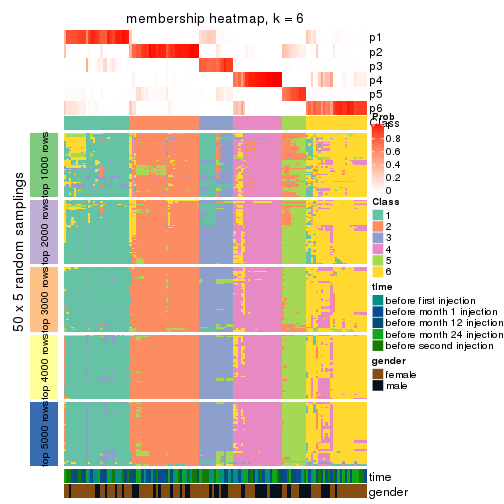 membership heatmap, k = 6
p1
p2
p3
p4
p5
p6
Prob
1
0.8
0.6
0.4
0.2
0
Class
Class
1
2
3
4
5
6
time
before first injection
before month 1 injection
before month 12 injection
before month 24 injection
before second injection
gender
female
male
50 x 5 random samplings
top 1000 rows
top 2000 rows
top 3000 rows
top 4000 rows
top 5000 rows
time
gender